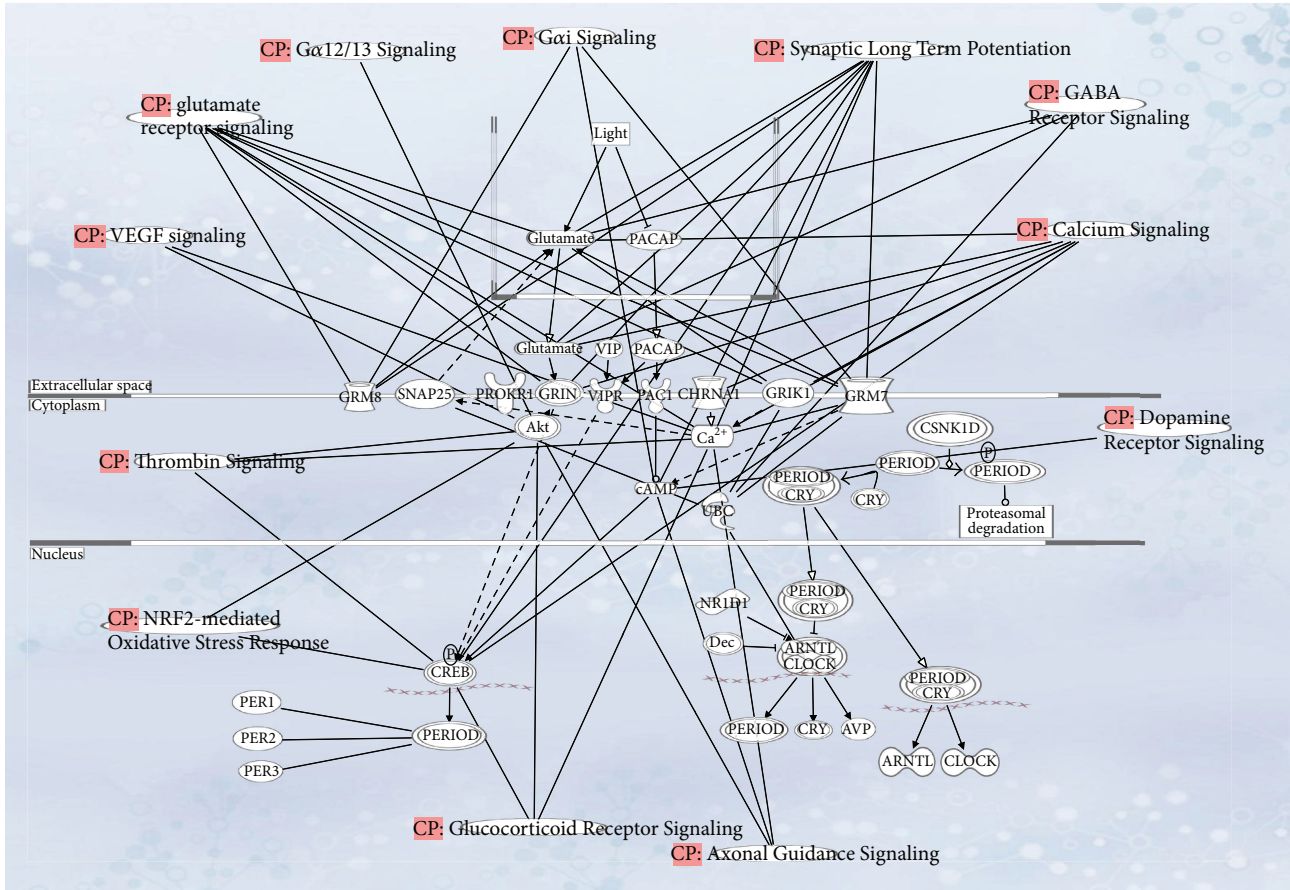 CP: Gα12/13 Signaling
CP: Gαi Signaling
CP: Synaptic Long Term Potentiation
CP: glutamate
receptor signaling
CP: GABA
Receptor Signaling
Light
CP: VEGF signaling
Glutamate
PACAP
CP: Calcium Signaling
Glutamate
VIP
PACAP
Extracellular space
Cytoplasm
GRM8
SNAP25
PROKR1
GRIN
VIPR
PAC1
CHRNA1
GRIK1
GRM7
Akt
Ca2+
CSNK1D
CP: Dopamine
Receptor Signaling
CP: Thrombin Signaling
P
PERIOD
PERIOD
PERIOD
CRY
CRY
cAMP
UBC
Proteasomal
degradation
Nucleus
NR1D1
PERIOD
CRY
CP: NRF2-mediated
Oxidative Stress Response
Dec
ARNTL
CLOCK
P
CREB
PERIOD
CRY
PER1
PER2
PER3
PERIOD
PERIOD
CRY
AVP
ARNTL
CLOCK
CP: Glucocorticoid Receptor Signaling
CP: Axonal Guidance Signaling